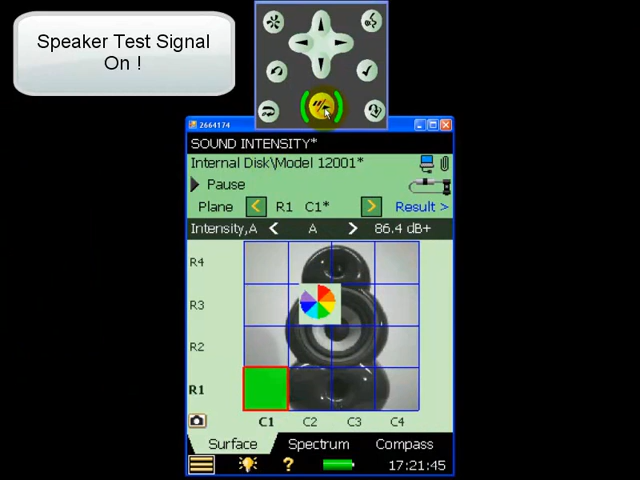 Speaker Test Signal
On !
2664174
SOUND INTENSITY*
Internal Disk\Model 12001*
Pause
Plane < R1 C1* > Result >
Intensity,A < A > 86.4 dB+
R4
R3
R2
R1
C1 C2 C3 C4
Surface Spectrum Compass
? 17:21:45